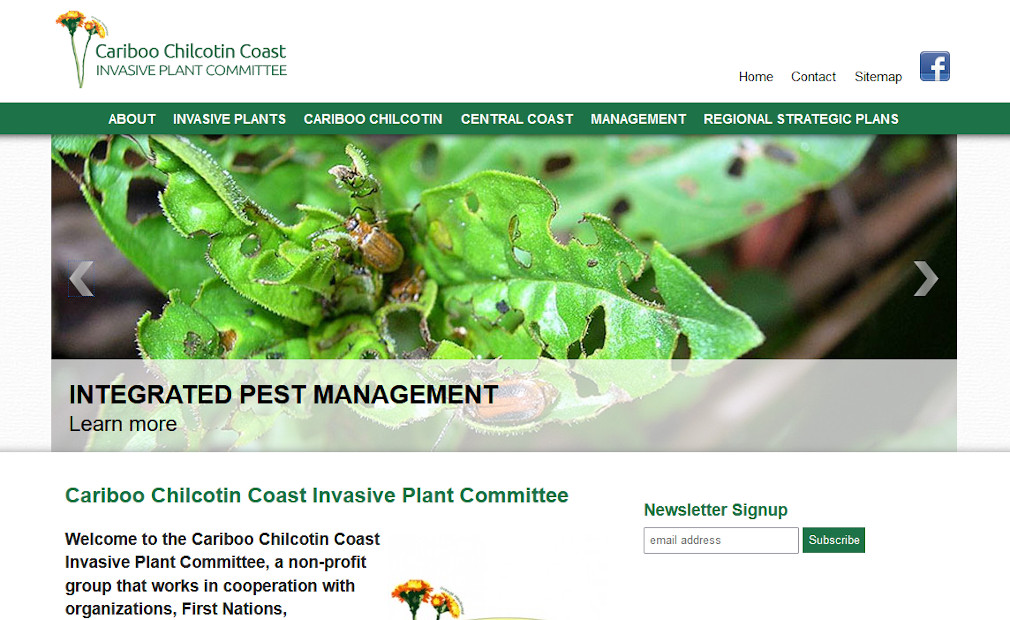 Cariboo Chilcotin Coast
INVASIVE PLANT COMMITTEE
Home Contact Sitemap
f
ABOUT INVASIVE PLANTS CARIBOO CHILCOTIN CENTRAL COAST MANAGEMENT REGIONAL STRATEGIC PLANS
INTEGRATED PEST MANAGEMENT
Learn more
Cariboo Chilcotin Coast Invasive Plant Committee
Welcome to the Cariboo Chilcotin Coast
Invasive Plant Committee, a non-profit
group that works in cooperation with
organizations, First Nations,
Newsletter Signup
email address Subscribe